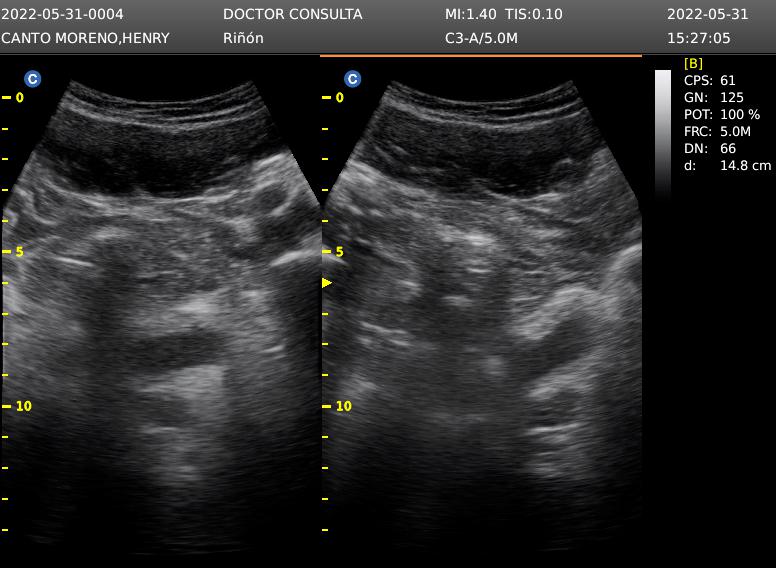 2022-05-31-0004 DOCTOR CONSULTA MI:1.40 TIS:0.10 2022-05-31
CANTO MORENO,HENRY Riñón C3-A/5.0M 15:27:05
C C
[B]
0 0
CPS: 61
GN: 125
POT: 100 %
FRC: 5.0M
DN: 66
d: 14.8 cm
5 5
10 10